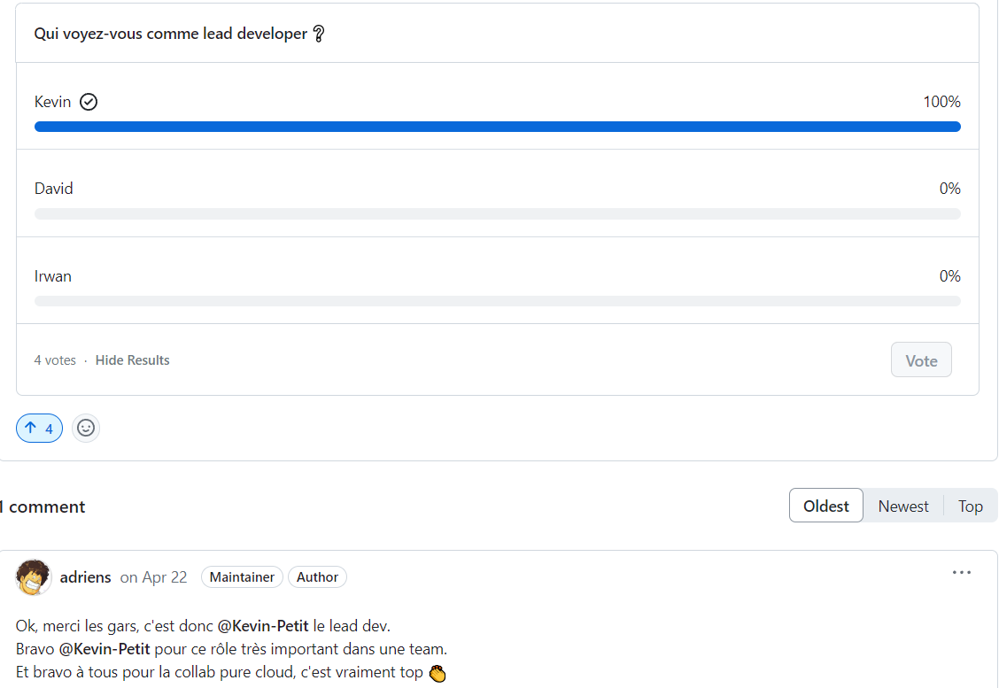 Qui voyez-vous comme lead developer ❔
Kevin 100%
David 0%
Irwan 0%
4 votes · Hide Results Vote
↑ 4
1 comment Oldest Newest Top
adriens on Apr 22 Maintainer Author ...
Ok, merci les gars, c'est donc @Kevin-Petit le lead dev.
Bravo @Kevin-Petit pour ce rôle très important dans une team.
Et bravo à tous pour la collab pure cloud, c'est vraiment top 👏